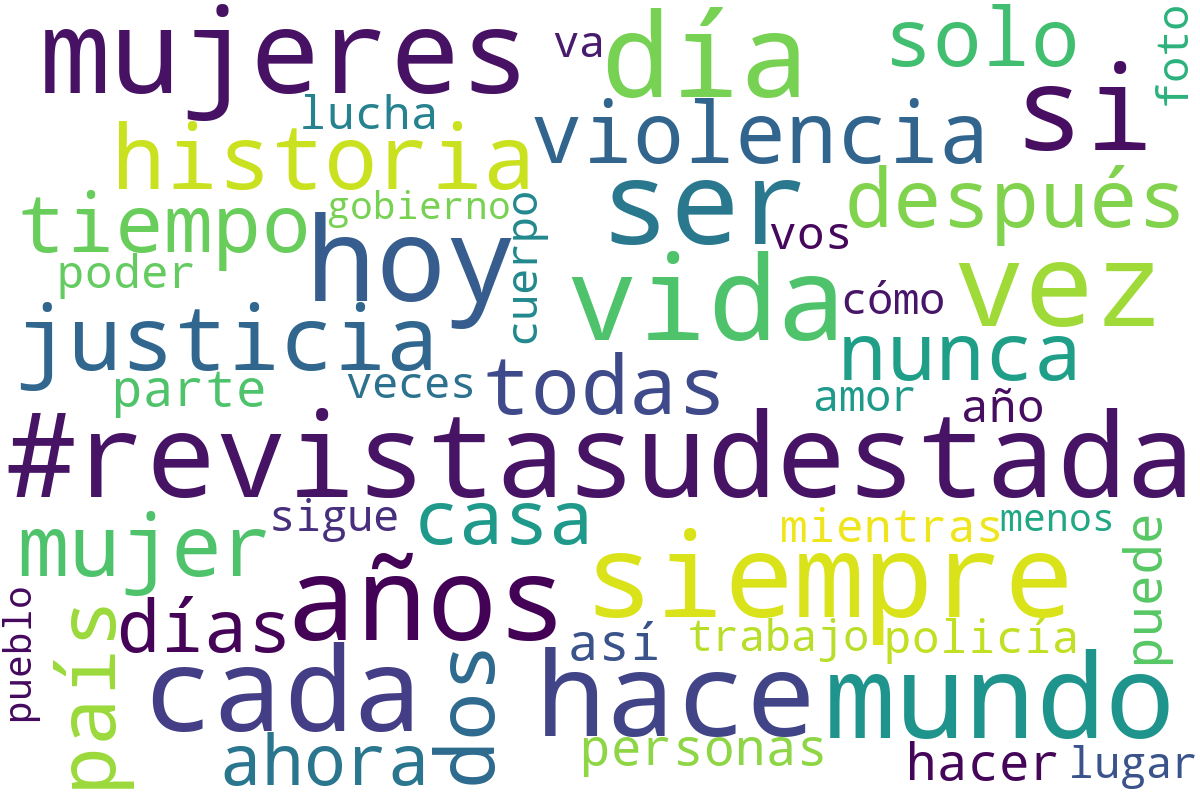 mujeres
va
día
solo
foto
si
lucha
violencia
historia
ser
después
tiempo
gobierno
hoy
cuerpo
vos
poder
vida
cómo
vez
justicia
nunca
parte
veces
todas
amor
año
#revistasudestada
sigue
casa
mientras
menos
mujer
años
siempre
puede
pueblo
país
días
así
trabajo
policía
cada
dos
hace
mundo
ahora
personas
hacer
lugar